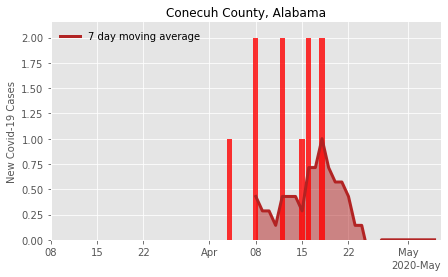 Conecuh County, Alabama
7 day moving average
New Covid-19 Cases
2.00
1.75
1.50
1.25
1.00
0.75
0.50
0.25
0.00
08 15 22 Apr 08 15 22 May
2020-May